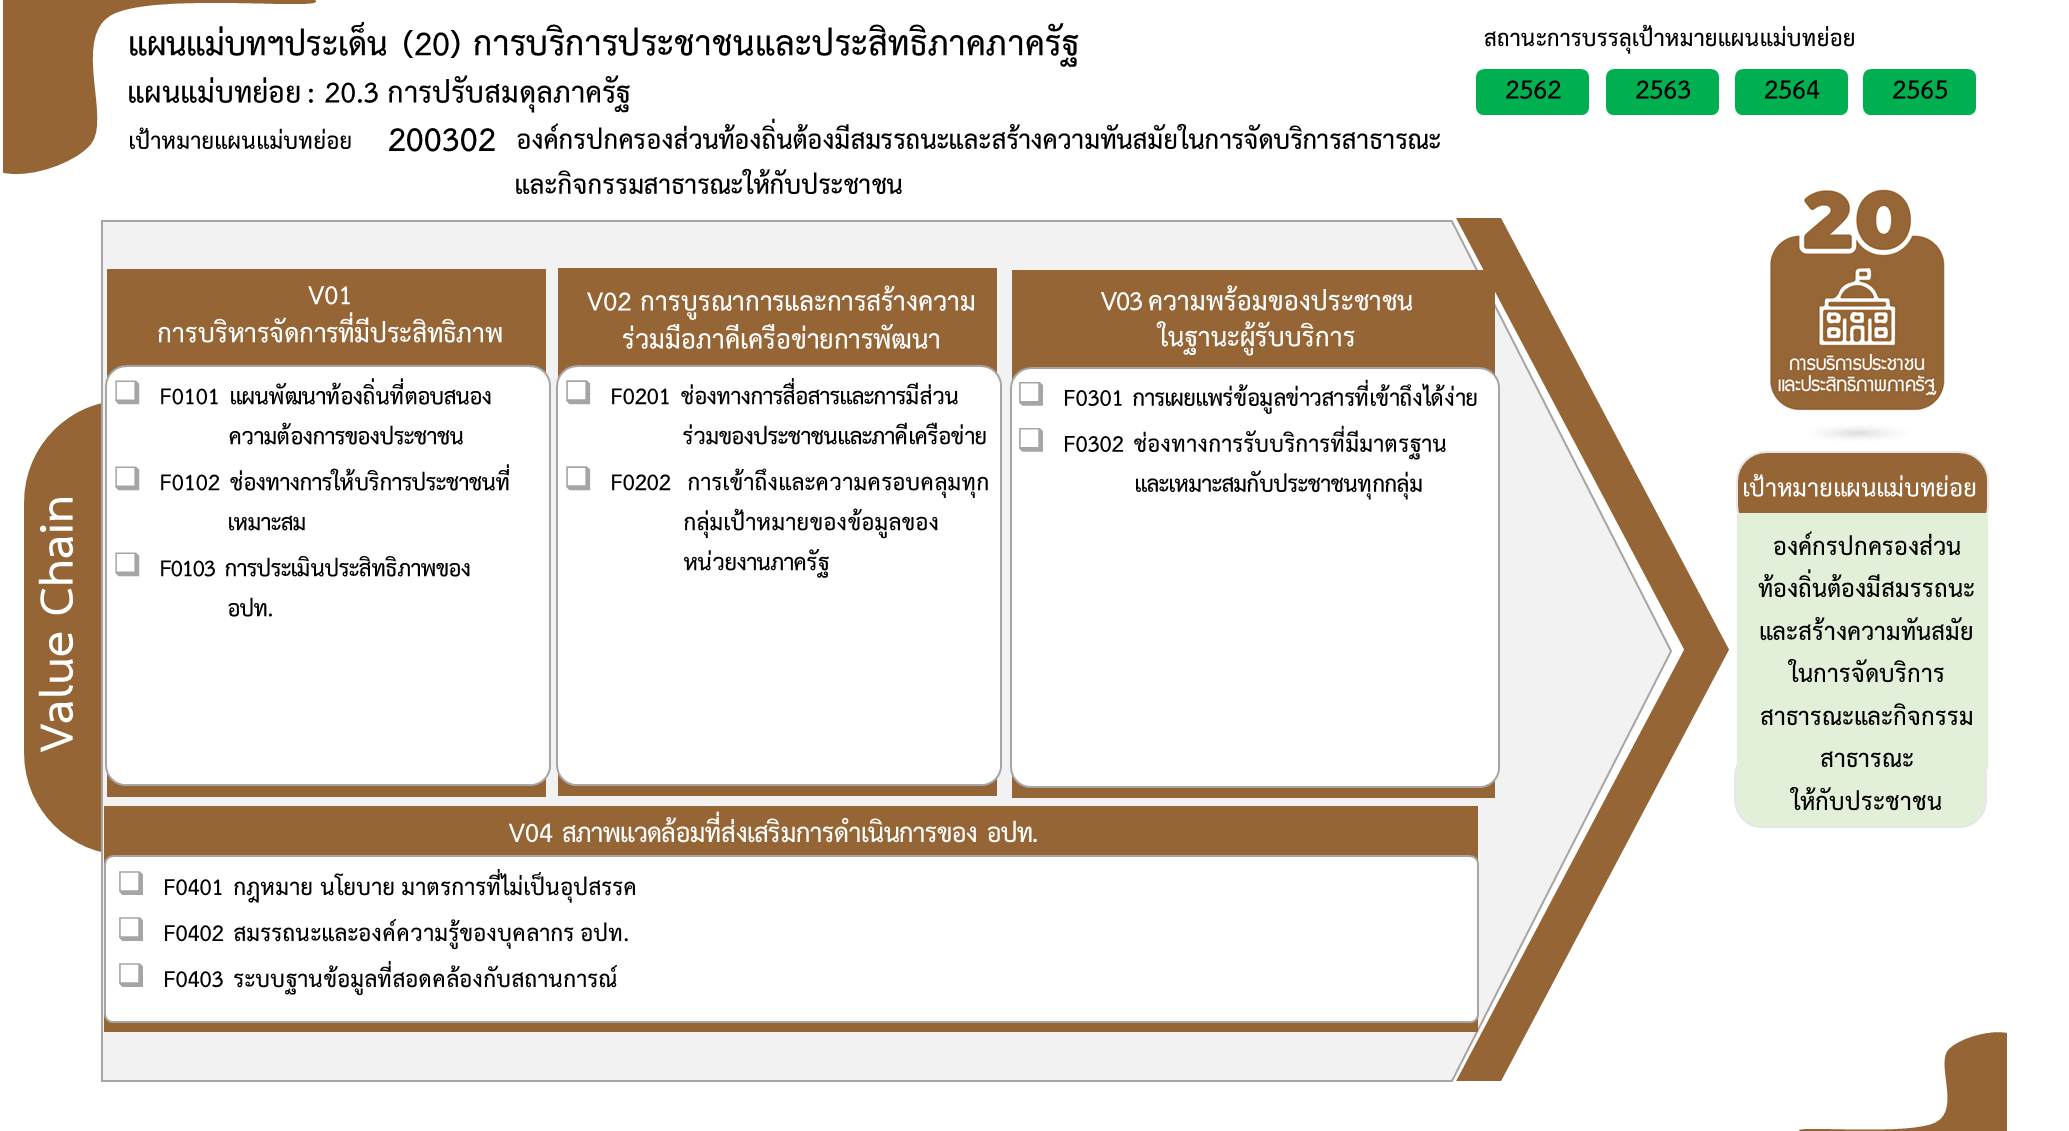 แผนแม่บทฯประเด็น (20) การบริการประชาชนและประสิทธิภาคภาครัฐ
แผนแม่บทย่อย : 20.3 การปรับสมดุลภาครัฐ
เป้าหมายแผนแม่บทย่อย 200302 องค์กรปกครองส่วนท้องถิ่นต้องมีสมรรถนะและสร้างความทันสมัยในการจัดบริการสาธารณะ
และกิจกรรมสาธารณะให้กับประชาชน
สถานะการบรรลุเป้าหมายแผนแม่บทย่อย
2562 2563 2564 2565
Value Chain
V01
การบริหารจัดการที่มีประสิทธิภาพ
F0101 แผนพัฒนาท้องถิ่นที่ตอบสนอง
ความต้องการของประชาชน
F0102 ช่องทางการให้บริการประชาชนที่
เหมาะสม
F0103 การประเมินประสิทธิภาพของ
อปท.
V02 การบูรณาการและการสร้างความ
ร่วมมือภาคีเครือข่ายการพัฒนา
F0201 ช่องทางการสื่อสารและการมีส่วน
ร่วมของประชาชนและภาคีเครือข่าย
F0202 การเข้าถึงและความครอบคลุมทุก
กลุ่มเป้าหมายของข้อมูลของ
หน่วยงานภาครัฐ
V03 ความพร้อมของประชาชน
ในฐานะผู้รับบริการ
F0301 การเผยแพร่ข้อมูลข่าวสารที่เข้าถึงได้ง่าย
F0302 ช่องทางการรับบริการที่มีมาตรฐาน
และเหมาะสมกับประชาชนทุกกลุ่ม
V04 สภาพแวดล้อมที่ส่งเสริมการดำเนินการของ อปท.
F0401 กฎหมาย นโยบาย มาตรการที่ไม่เป็นอุปสรรค
F0402 สมรรถนะและองค์ความรู้ของบุคลากร อปท.
F0403 ระบบฐานข้อมูลที่สอดคล้องกับสถานการณ์
20
การบริการประชาชน
และประสิทธิภาพภาครัฐ
เป้าหมายแผนแม่บทย่อย
องค์กรปกครองส่วน
ท้องถิ่นต้องมีสมรรถนะ
และสร้างความทันสมัย
ในการจัดบริการ
สาธารณะและกิจกรรม
สาธารณะ
ให้กับประชาชน